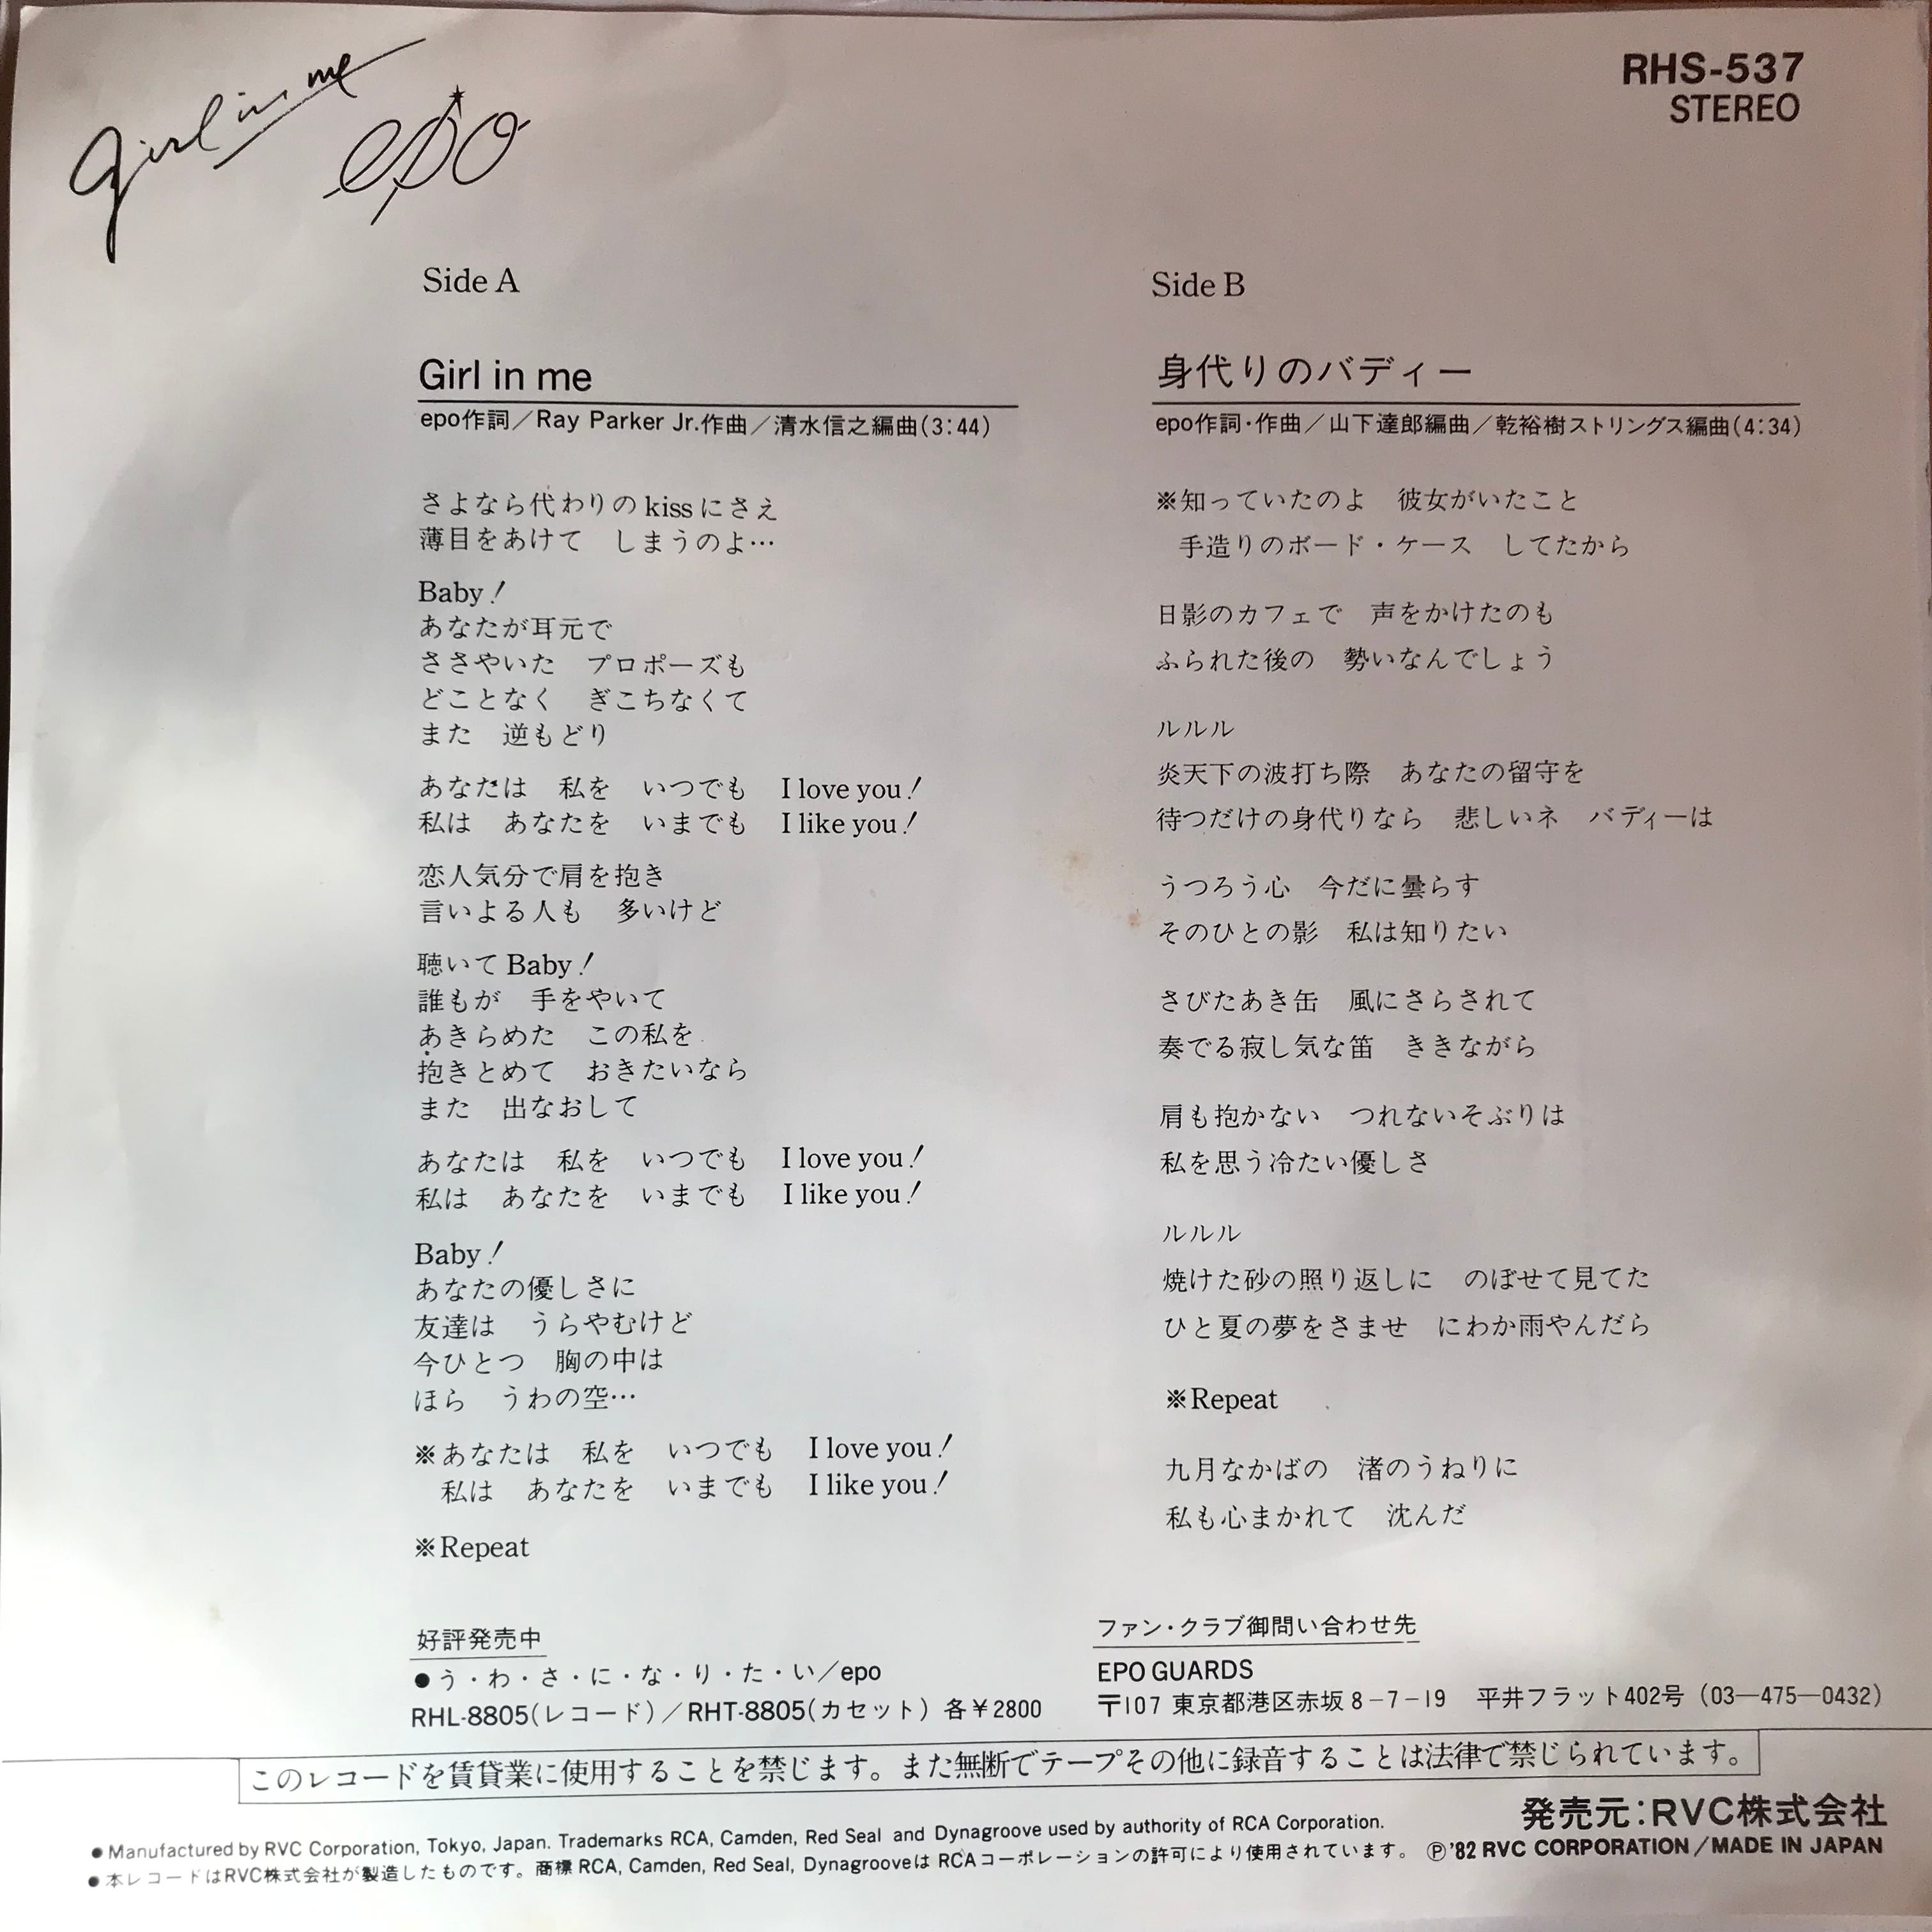 Girl in me
epo
RHS-537
STEREO
Side A
Girl in me
epo作詞／Ray Parker Jr.作曲／清水信之編曲(3:44)
さよなら代わりのkissにさえ
薄目をあけて　しまうのよ…
Baby!
あなたが耳元で
ささやいた　プロポーズも
どことなく　ぎこちなくて
また　逆もどり
あなたは　私を　いつでも　I love you!
私は　あなたを　いまでも　I like you!
恋人気分で肩を抱き
言いよる人も　多いけど
聴いてBaby!
誰もが　手をやいて
あきらめた　この私を
抱きとめて　おきたいなら
また　出なおして
あなたは　私を　いつでも　I love you!
私は　あなたを　いまでも　I like you!
Baby!
あなたの優しさに
友達は　うらやむけど
今ひとつ　胸の中は
ほら　うわの空…
※あなたは　私を　いつでも　I love you!
私は　あなたを　いまでも　I like you!
※Repeat
Side B
身代りのバディー
epo作詞・作曲／山下達郎編曲／乾裕樹ストリングス編曲(4:34)
※知っていたのよ　彼女がいたこと
手造りのボード・ケース　してたから
日影のカフェで　声をかけたのも
ふられた後の　勢いなんでしょう
ルルル
炎天下の波打ち際　あなたの留守を
待つだけの身代りなら　悲しいネ　バディーは
うつろう心　今だに曇らす
そのひとの影　私は知りたい
さびたあき缶　風にさらされて
奏でる寂し気な笛　ききながら
肩も抱かない　つれないそぶりは
私を思う冷たい優しさ
ルルル
焼けた砂の照り返しに　のぼせて見てた
ひと夏の夢をさませ　にわか雨やんだら
※Repeat
九月なかばの　渚のうねりに
私も心まかれて　沈んだ
好評発売中
●う・わ・さ・に・な・り・た・い／epo
RHL-8805(レコード)／RHT-8805(カセット) 各￥2800
ファン・クラブ御問い合わせ先
EPO GUARDS
〒107 東京都港区赤坂8-7-19　平井フラット402号（03―475―0432）
このレコードを賃貸業に使用することを禁じます。また無断でテープその他に録音することは法律で禁じられています。
発売元：RVC株式会社
●Manufactured by RVC Corporation, Tokyo, Japan. Trademarks RCA, Camden, Red Seal and Dynagroove used by authority of RCA Corporation.
●本レコードはRVC株式会社が製造したものです。商標RCA, Camden, Red Seal, DynagrooveはRCAコーポレーションの許可により使用されています。
Ⓟ'82 RVC CORPORATION／MADE IN JAPAN